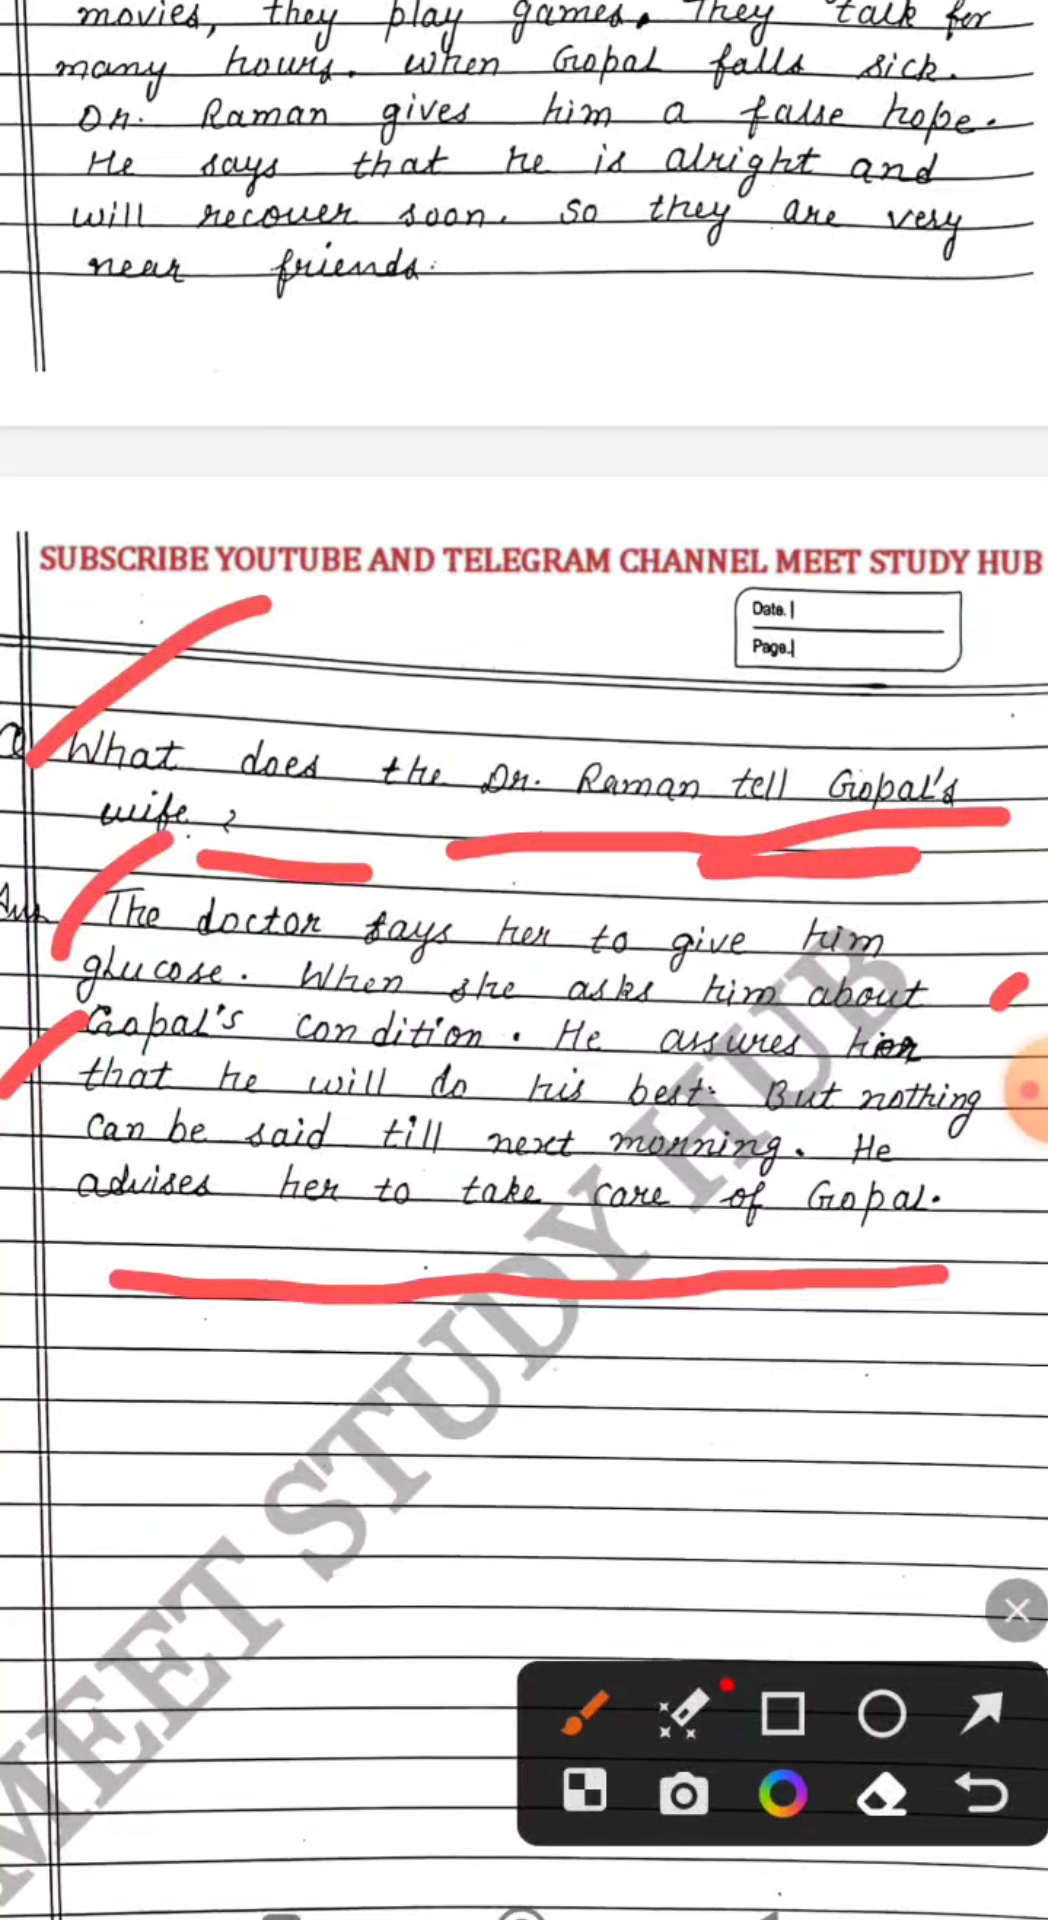 movies, they play games. They talk for
many hours. When Gopal falls sick.
Dr. Raman gives him a false hope.
He says that he is alright and
will recover soon. So they are very
near friends.
SUBSCRIBE YOUTUBE AND TELEGRAM CHANNEL MEET STUDY HUB
Date.
Page.
What does the Dr. Raman tell Gopal's
wife?
Ans The doctor says her to give him
glucose. When she asks him about
Gopal's condition. He assures her
that he will do his best. But nothing
can be said till next morning. He
advises her to take care of Gopal.
MEET STUDY HUB